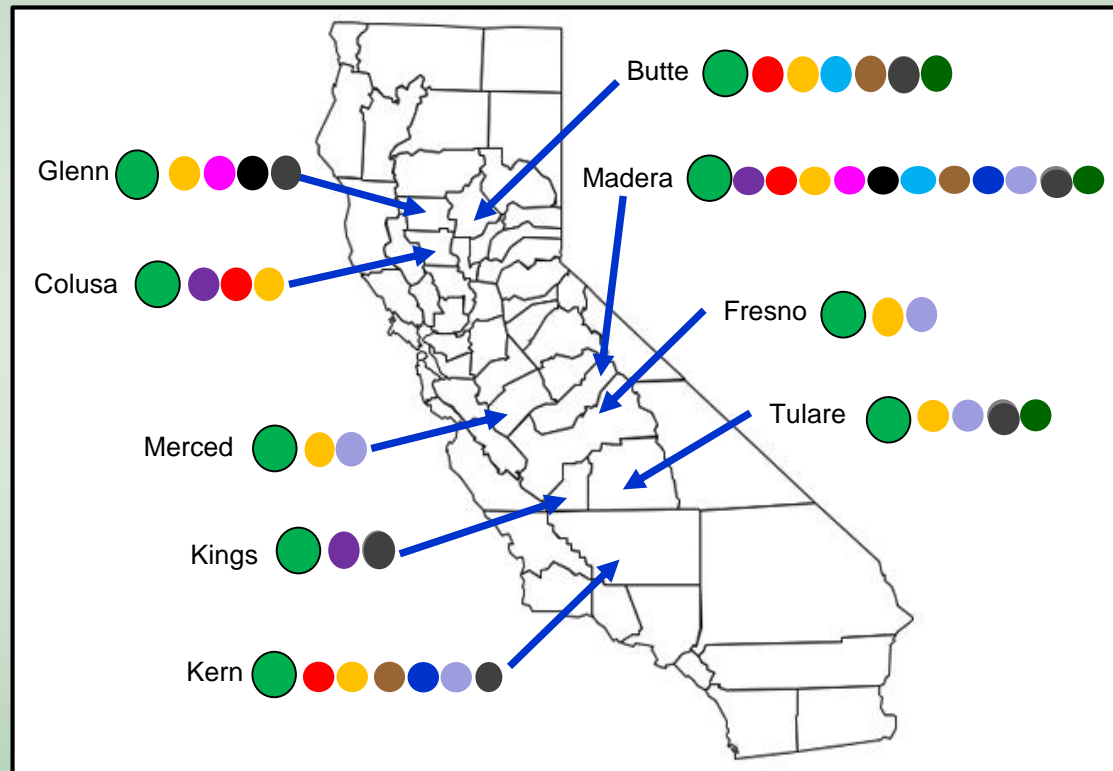 Butte
Glenn
Madera
Colusa
Fresno
Tulare
Merced
Kings
Kern